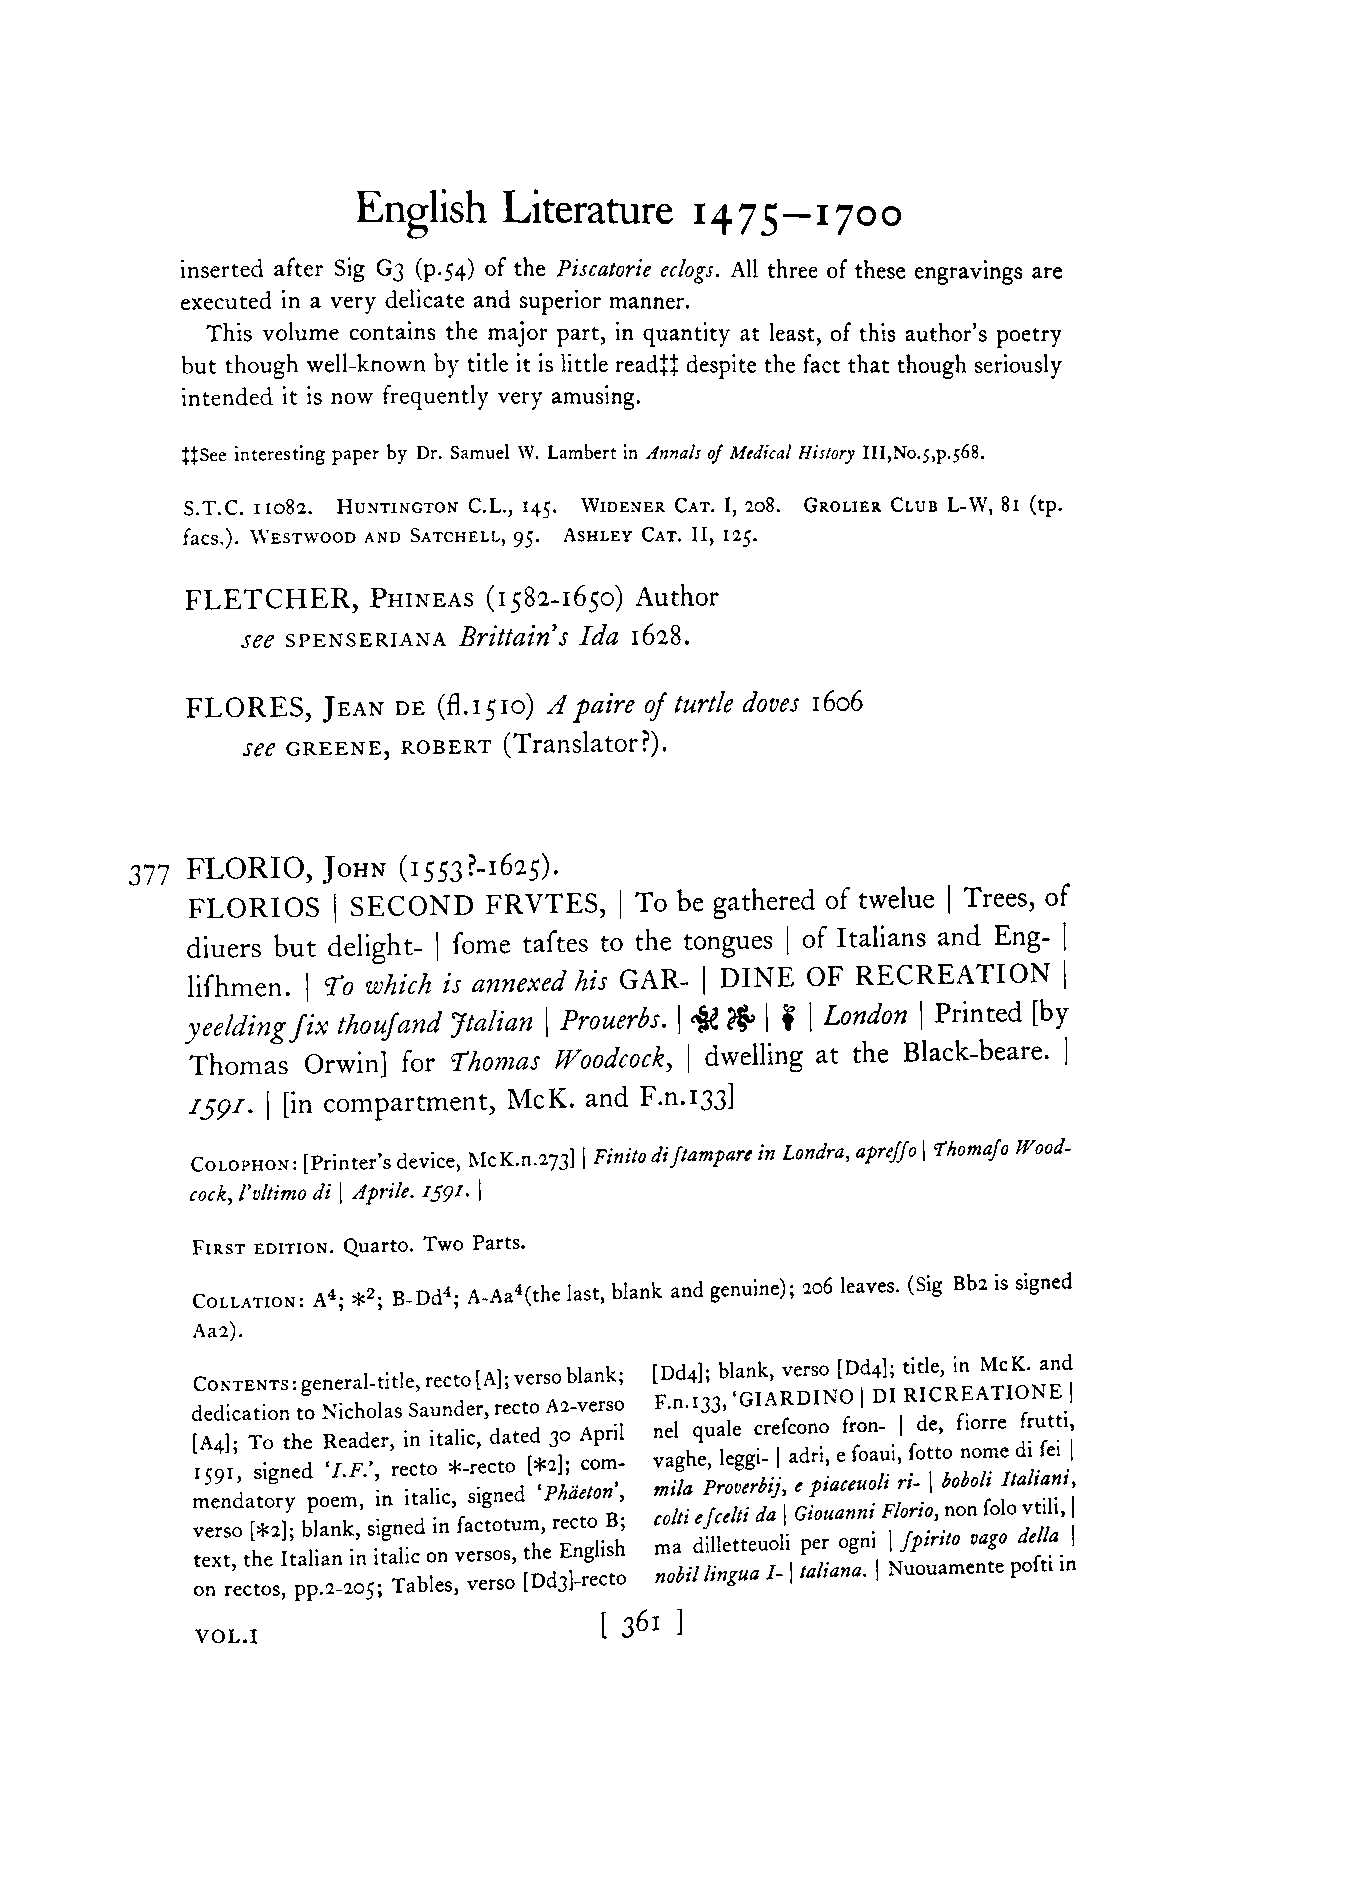 English Literature 1475–1700
inserted after Sig G3 (p.54) of the Piscatorie eclogs. All three of these engravings are
executed in a very delicate and superior manner.
This volume contains the major part, in quantity at least, of this author's poetry
but though well-known by title it is little read‡‡ despite the fact that though seriously
intended it is now frequently very amusing.
‡‡See interesting paper by Dr. Samuel W. Lambert in Annals of Medical History III,No.5,p.568.
S.T.C. 11082. Huntington C.L., 145. Widener Cat. I, 208. Grolier Club L-W, 81 (tp.
facs.). Westwood and Satchell, 95. Ashley Cat. II, 125.
FLETCHER, Phineas (1582-1650) Author
see SPENSERIANA Brittain's Ida 1628.
FLORES, Jean de (fl.1510) A paire of turtle doves 1606
see GREENE, ROBERT (Translator?).
377 FLORIO, John (1553?-1625).
FLORIOS | SECOND FRVTES, | To be gathered of twelue | Trees, of
diuers but delight- | ſome taſtes to the tongues | of Italians and Eng- |
liſhmen. | To which is annexed his GAR- | DINE OF RECREATION |
yeelding ſix thouſand Italian | Prouerbs. | ❧ ❧ | ❦ | London | Printed [by
Thomas Orwin] for Thomas Woodcock, | dwelling at the Black-beare. |
1591. | [in compartment, McK. and F.n.133]
Colophon: [Printer's device, McK.n.273] | Finito di ſtampare in Londra, apreſſo | Thomaſo Wood-
cock, l'vltimo di | Aprile. 1591. |
First edition. Quarto. Two Parts.
Collation: A⁴; *²; B-Dd⁴; A-Aa⁴(the last, blank and genuine); 206 leaves. (Sig Bb2 is signed
Aa2).
Contents: general-title, recto [A]; verso blank;
dedication to Nicholas Saunder, recto A2-verso
[A4]; To the Reader, in italic, dated 30 April
1591, signed 'I.F.', recto *-recto [*2]; com-
mendatory poem, in italic, signed 'Phäeton',
verso [*2]; blank, signed in factotum, recto B;
text, the Italian in italic on versos, the English
on rectos, pp.2-205; Tables, verso [Dd3]-recto
[Dd4]; blank, verso [Dd4]; title, in McK. and
F.n.133, 'GIARDINO | DI RICREATIONE |
nel quale creſcono fron- | de, fiorre frutti,
vaghe, leggi- | adri, e ſoaui, ſotto nome di ſei |
mila Proverbij, e piaceuoli ri- | boboli Italiani,
colti eſcelti da | Giouanni Florio, non ſolo vtili, |
ma dilletteuoli per ogni | ſpirito vago della |
nobil lingua I- | taliana. | Nuouamente poſti in
VOL.I
[ 361 ]